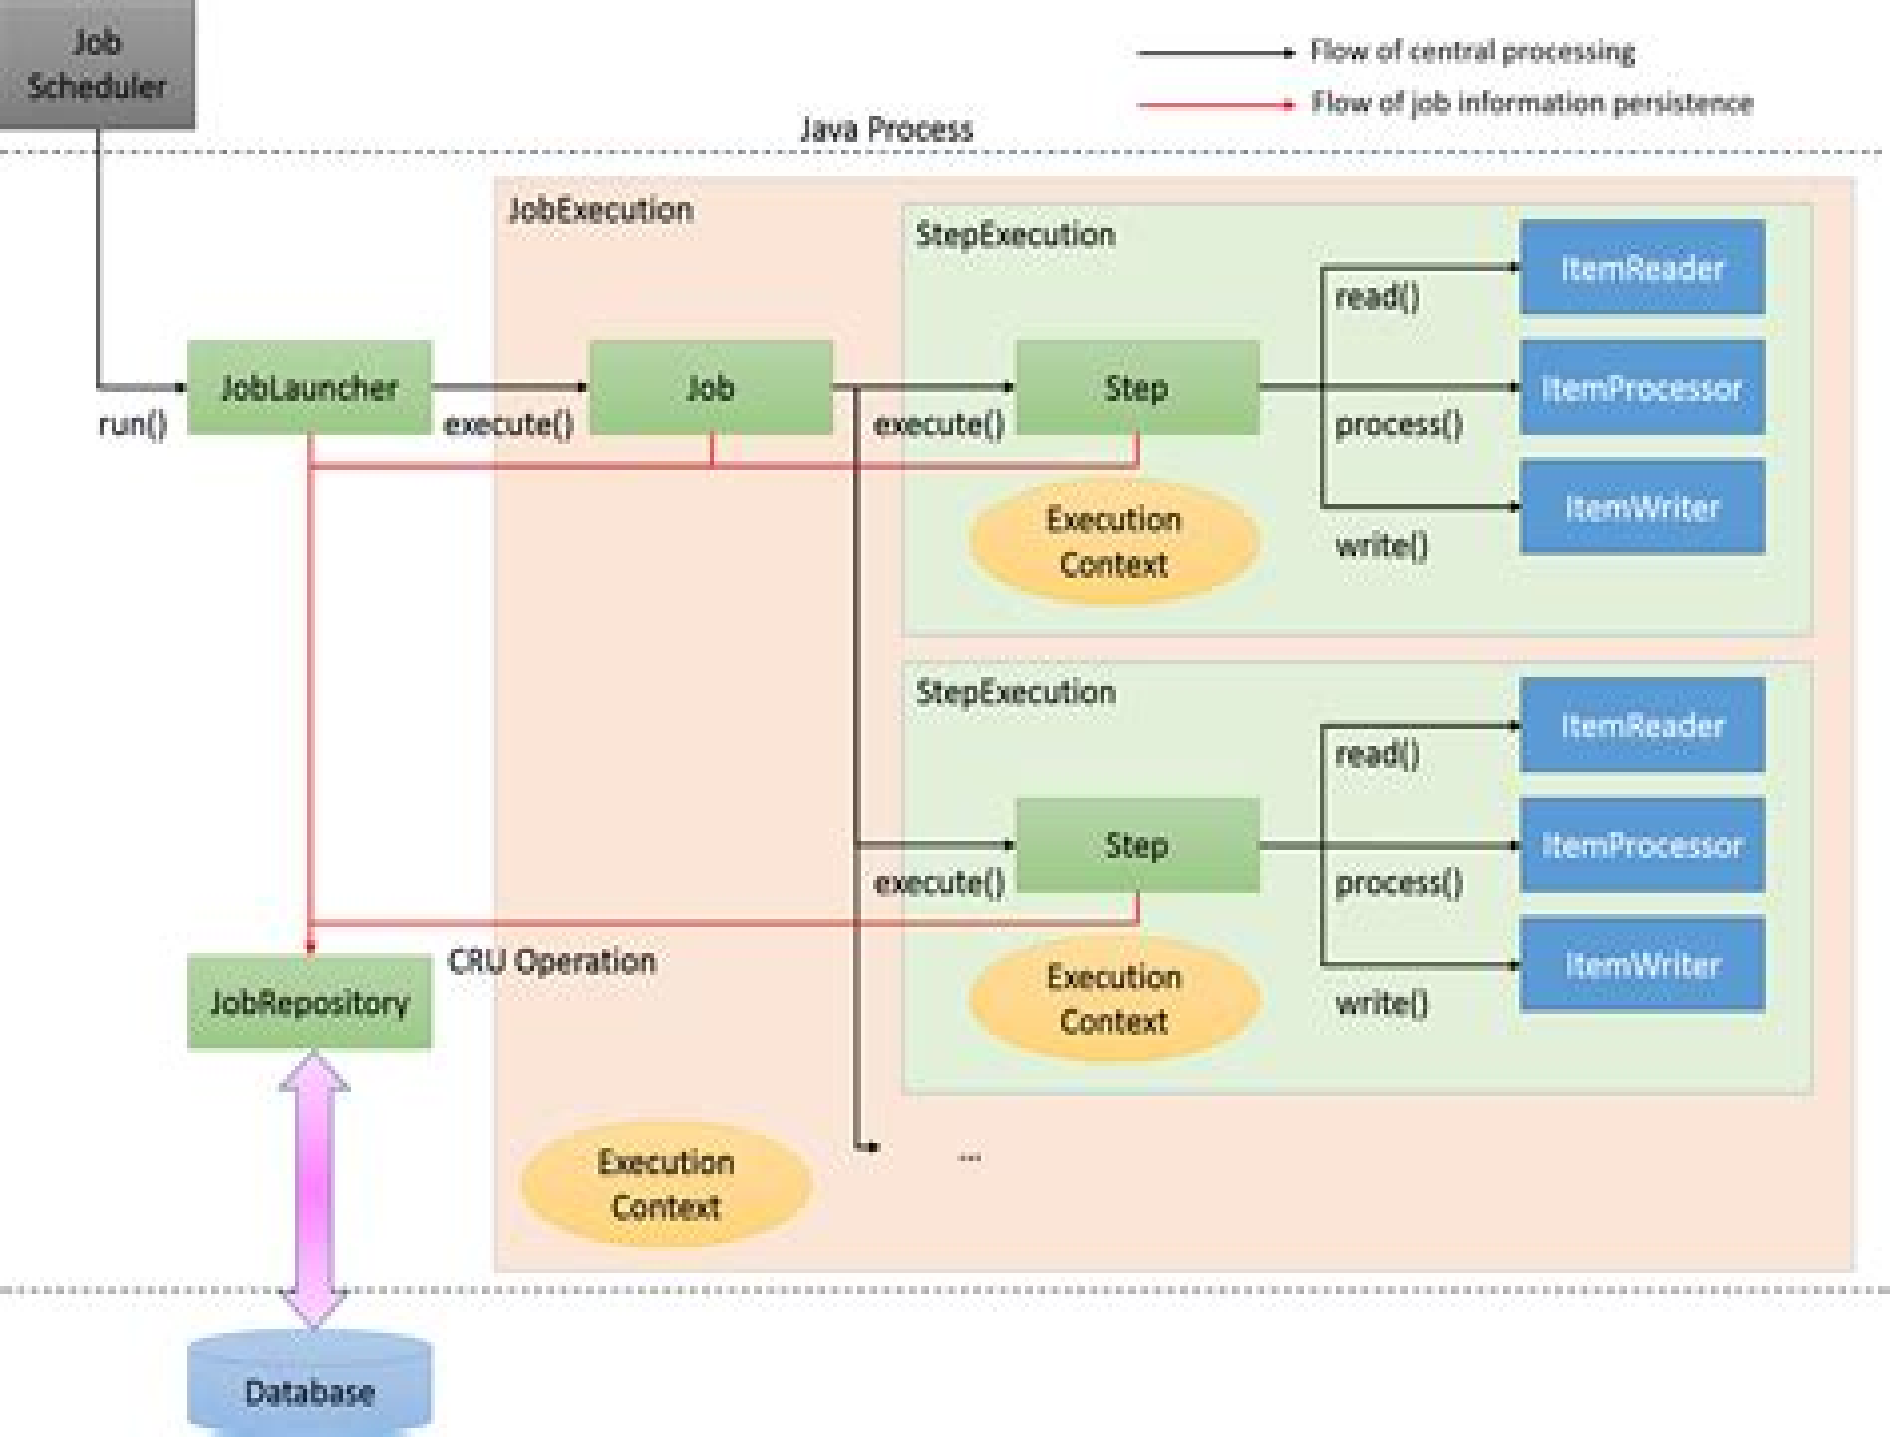 Job
Scheduler
Flow of central processing
Flow of job information persistence
Java Process
JobExecution
StepExecution
ItemReader
read()
JobLauncher
Job
Step
ItemProcessor
run()
execute()
execute()
process()
Execution
Context
ItemWriter
write()
StepExecution
ItemReader
read()
Step
ItemProcessor
execute()
process()
CRU Operation
Execution
Context
ItemWriter
write()
JobRepository
...
Execution
Context
Database